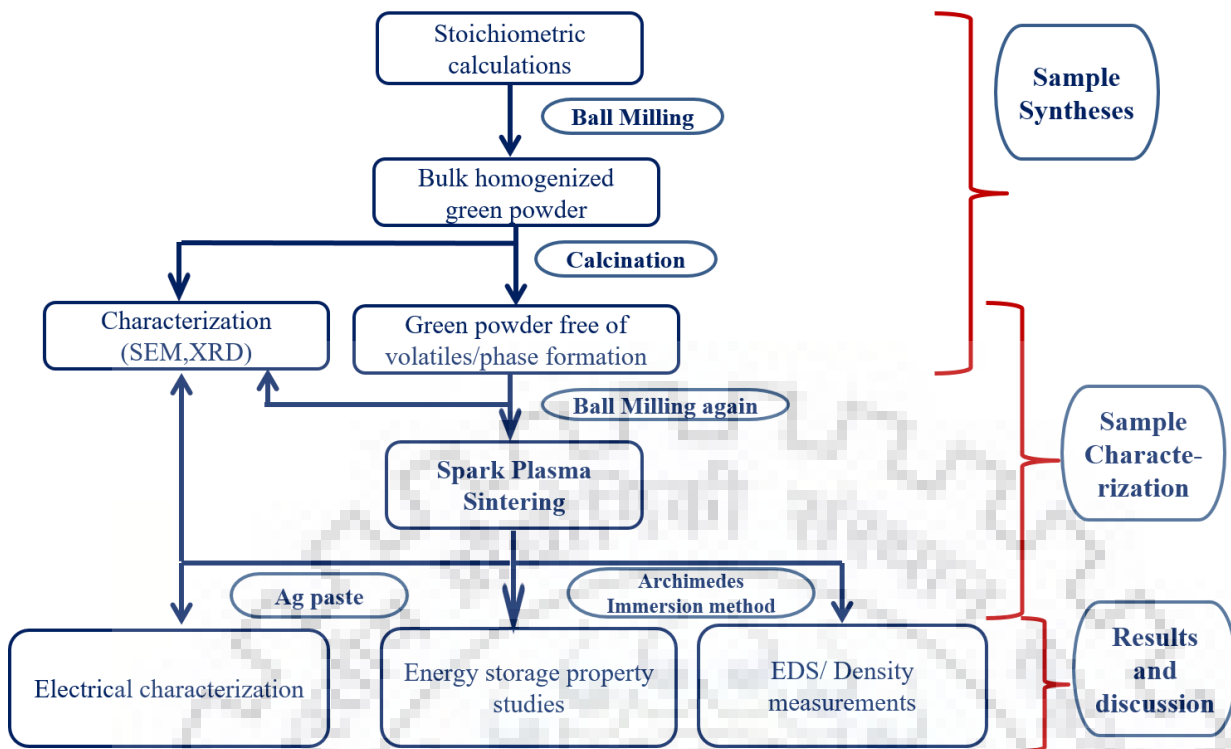 Stoichiometric
calculations
Sample
Syntheses
Ball Milling
Bulk homogenized
green powder
Calcination
Characterization
(SEM,XRD)
Green powder free of
volatiles/phase formation
Ball Milling again
Sample
Characte-
rization
Spark Plasma
Sintering
Ag paste
Archimedes
Immersion method
Electrical characterization
Energy storage property
studies
EDS/ Density
measurements
Results
and
discussion